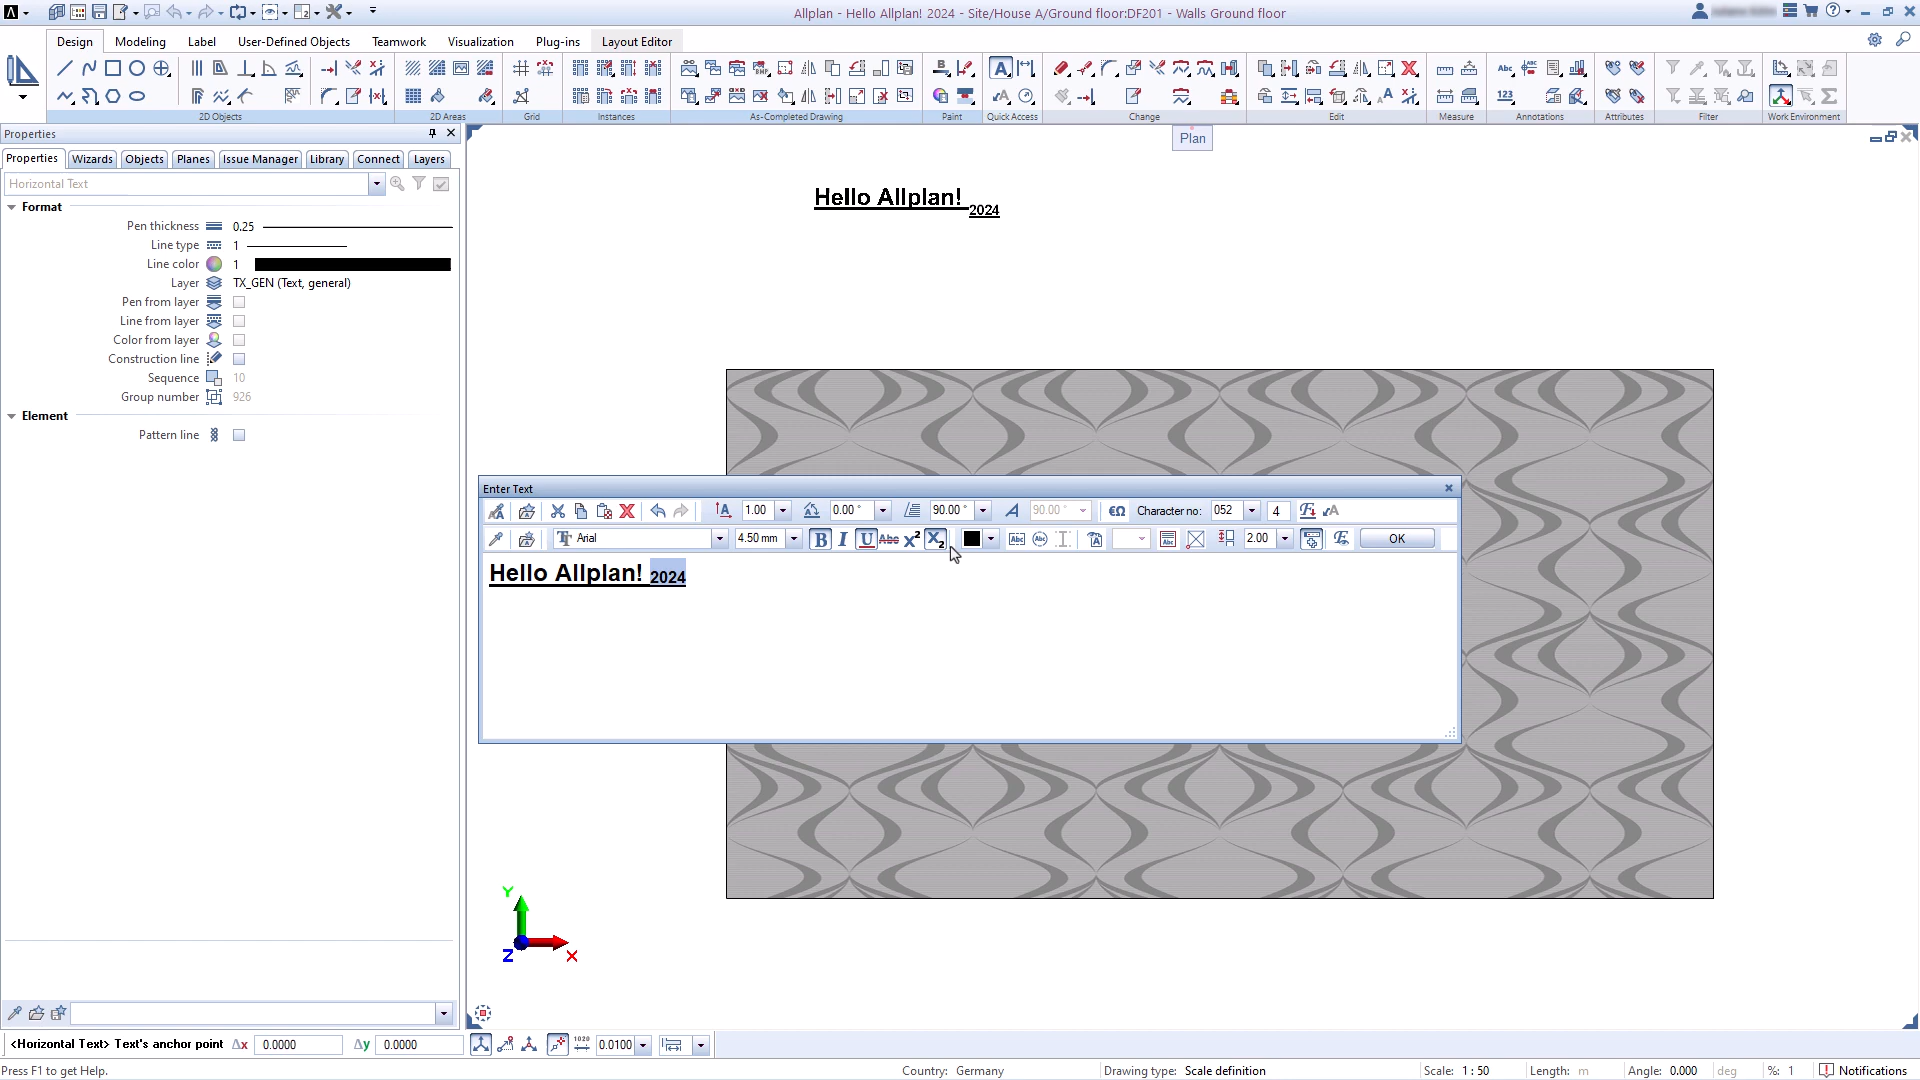 Allplan - Hello Allplan! 2024 - Site/House A/Ground floor:DF201 - Walls Ground floor
Design Modeling Label User-Defined Objects Teamwork Visualization Plug-ins Layout Editor
2D Objects 2D Areas Grid Instances As-Completed Drawing Paint Quick Access Change Edit Measure Annotations Attributes Filter Work Environment
Properties
Properties Wizards Objects Planes Issue Manager Library Connect Layers
Horizontal Text
Format
Pen thickness 0.25
Line type 1
Line color 1
Layer TX_GEN (Text, general)
Pen from layer
Line from layer
Color from layer
Construction line
Sequence 10
Group number 926
Element
Pattern line
Plan
Hello Allplan! 2024
Enter Text
1.00 0.00 ° 90.00 ° 90.00 ° €Ω Character no: 052 4
Arial 4.50 mm B I U Abc X² X₂ 2.00 OK
Hello Allplan! 2024
Y
Z X
<Horizontal Text> Text's anchor point Δx 0.0000 Δy 0.0000 0.0100
Press F1 to get Help. Country: Germany Drawing type: Scale definition Scale: 1 : 50 Length: m Angle: 0.000 deg %: 1 Notifications